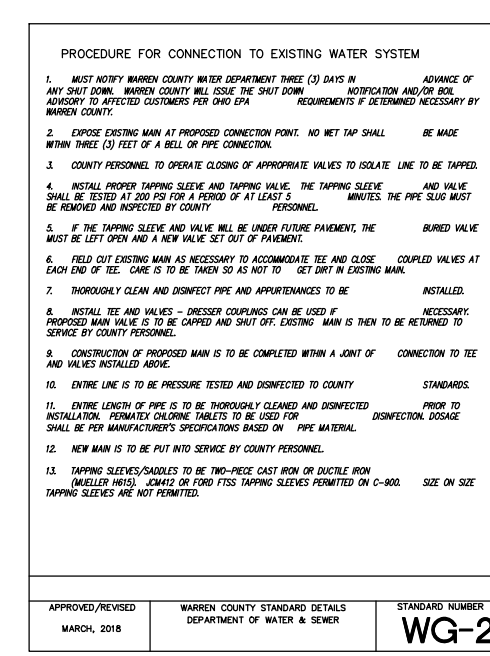 PROCEDURE FOR CONNECTION TO EXISTING WATER SYSTEM
1. MUST NOTIFY WARREN COUNTY WATER DEPARTMENT THREE (3) DAYS IN ADVANCE OF
ANY SHUT DOWN. WARREN COUNTY WILL ISSUE THE SHUT DOWN NOTIFICATION AND/OR BOIL
ADVISORY TO AFFECTED CUSTOMERS PER OHIO EPA REQUIREMENTS IF DETERMINED NECESSARY BY
WARREN COUNTY.
2. EXPOSE EXISTING MAIN AT PROPOSED CONNECTION POINT. NO WET TAP SHALL BE MADE
WITHIN THREE (3) FEET OF A BELL OR PIPE CONNECTION.
3. COUNTY PERSONNEL TO OPERATE CLOSING OF APPROPRIATE VALVES TO ISOLATE LINE TO BE TAPPED.
4. INSTALL PROPER TAPPING SLEEVE AND TAPPING VALVE. THE TAPPING SLEEVE AND VALVE
SHALL BE TESTED AT 200 PSI FOR A PERIOD OF AT LEAST 5 MINUTES. THE PIPE SLUG MUST
BE REMOVED AND INSPECTED BY COUNTY PERSONNEL.
5. IF THE TAPPING SLEEVE AND VALVE WILL BE UNDER FUTURE PAVEMENT, THE BURIED VALVE
MUST BE LEFT OPEN AND A NEW VALVE SET OUT OF PAVEMENT.
6. FIELD CUT EXISTING MAIN AS NECESSARY TO ACCOMMODATE TEE AND CLOSE COUPLED VALVES AT
EACH END OF TEE. CARE IS TO BE TAKEN SO AS NOT TO GET DIRT IN EXISTING MAIN.
7. THOROUGHLY CLEAN AND DISINFECT PIPE AND APPURTENANCES TO BE INSTALLED.
8. INSTALL TEE AND VALVES – DRESSER COUPLINGS CAN BE USED IF NECESSARY.
PROPOSED MAIN VALVE IS TO BE CAPPED AND SHUT OFF. EXISTING MAIN IS THEN TO BE RETURNED TO
SERVICE BY COUNTY PERSONNEL.
9. CONSTRUCTION OF PROPOSED MAIN IS TO BE COMPLETED WITHIN A JOINT OF CONNECTION TO TEE
AND VALVES INSTALLED ABOVE.
10. ENTIRE LINE IS TO BE PRESSURE TESTED AND DISINFECTED TO COUNTY STANDARDS.
11. ENTIRE LENGTH OF PIPE IS TO BE THOROUGHLY CLEANED AND DISINFECTED PRIOR TO
INSTALLATION. PERMATEX CHLORINE TABLETS TO BE USED FOR DISINFECTION. DOSAGE
SHALL BE PER MANUFACTURER'S SPECIFICATIONS BASED ON PIPE MATERIAL.
12. NEW MAIN IS TO BE PUT INTO SERVICE BY COUNTY PERSONNEL.
13. TAPPING SLEEVES/SADDLES TO BE TWO-PIECE CAST IRON OR DUCTILE IRON
(MUELLER H615). JCM412 OR FORD FTSS TAPPING SLEEVES PERMITTED ON C-900. SIZE ON SIZE
TAPPING SLEEVES ARE NOT PERMITTED.
APPROVED/REVISED
MARCH, 2018
WARREN COUNTY STANDARD DETAILS
DEPARTMENT OF WATER & SEWER
STANDARD NUMBER
WG-2